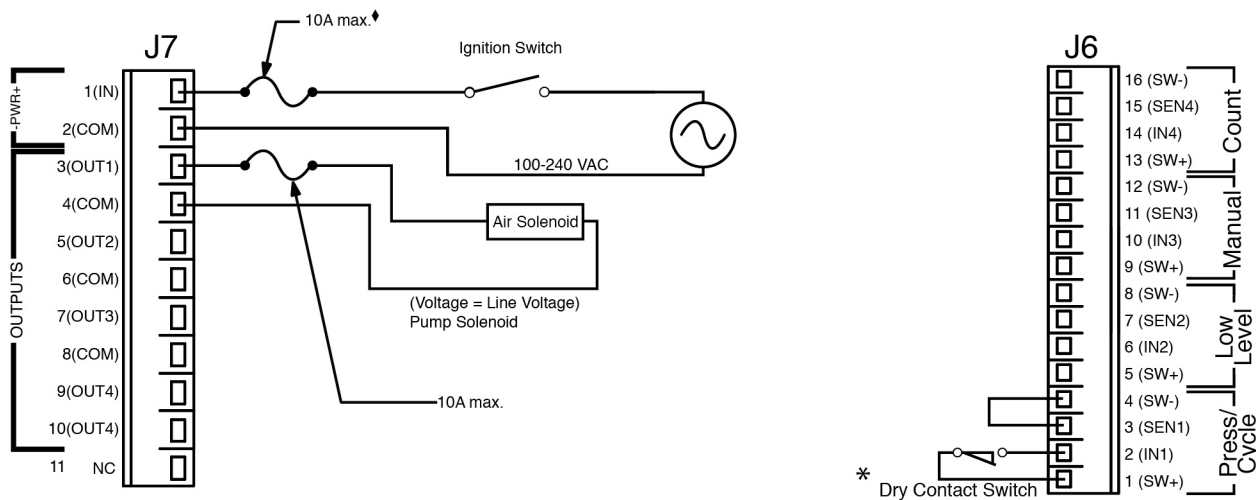 10A max.♦
J7
Ignition Switch
-PWR+
1(IN)
2(COM)
OUTPUTS
3(OUT1)
4(COM)
5(OUT2)
6(COM)
7(OUT3)
8(COM)
9(OUT4)
10(OUT4)
11 NC
100-240 VAC
Air Solenoid
(Voltage = Line Voltage)
Pump Solenoid
10A max.
J6
16 (SW-)
15 (SEN4)
14 (IN4)
13 (SW+)
Count
12 (SW-)
11 (SEN3)
10 (IN3)
9 (SW+)
Manual
8 (SW-)
7 (SEN2)
6 (IN2)
5 (SW+)
Low
Level
4 (SW-)
3 (SEN1)
2 (IN1)
1 (SW+)
Press/
Cycle
* Dry Contact Switch